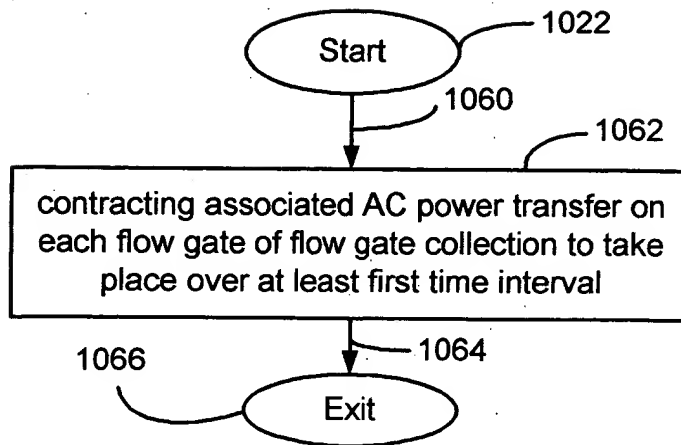 Start
1022
1060
1062
contracting associated AC power transfer on
each flow gate of flow gate collection to take
place over at least first time interval
1064
1066
Exit